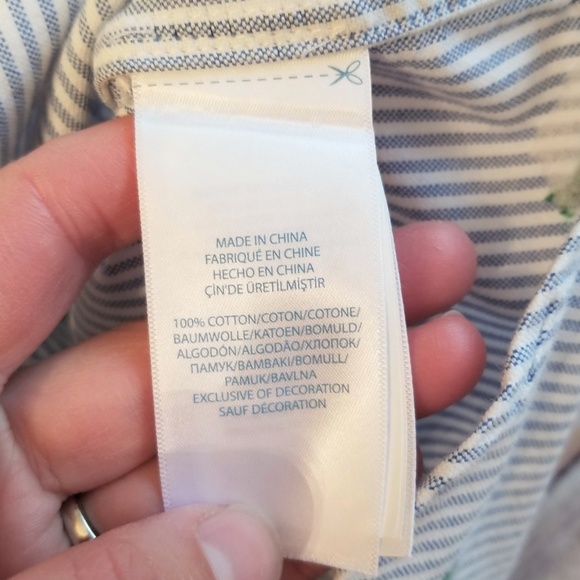 MADE IN CHINA
FABRIQUÉ EN CHINE
HECHO EN CHINA
ÇİN'DE ÜRETİLMİŞTİR
100% COTTON/COTON/COTONE/
BAUMWOLLE/KATOEN/BOMULD/
ALGODÓN/ALGODÃO/ХЛОПОК/
ПАМУК/BAMBAKI/BOMULL/
PAMUK/BAVLNA
EXCLUSIVE OF DECORATION
SAUF DÉCORATION